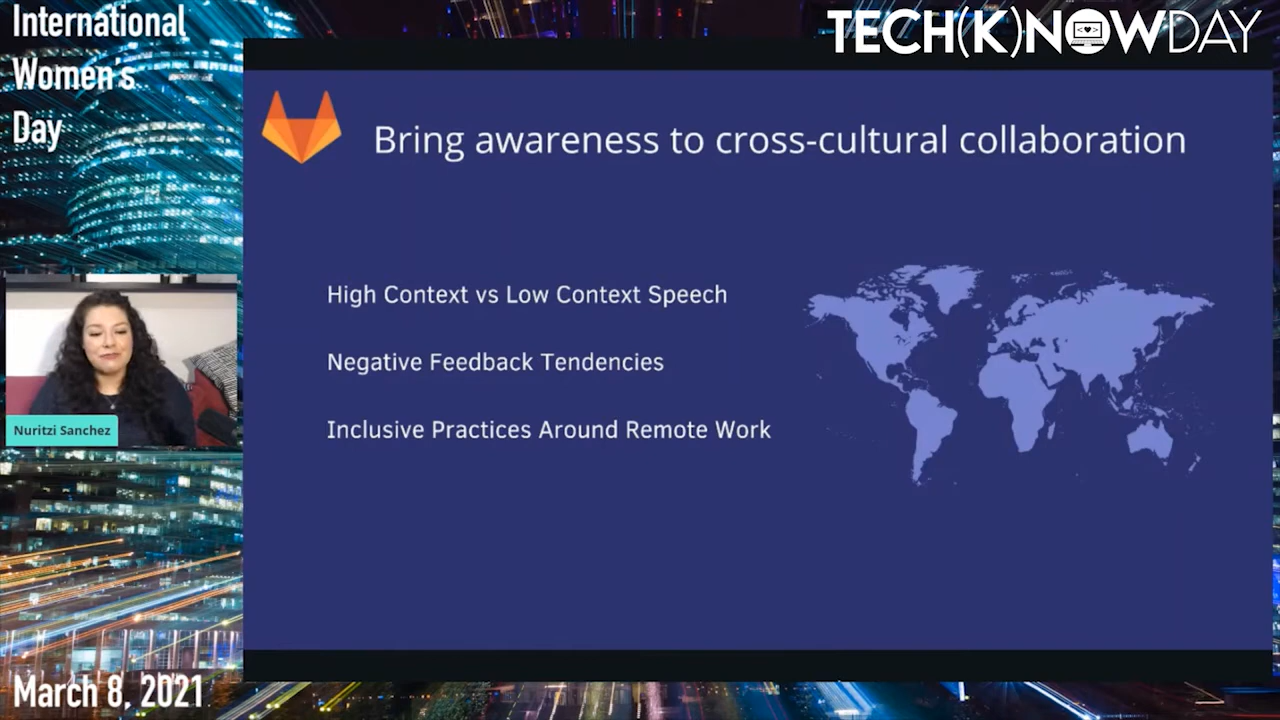 International
Women's
Day
TECH(K)NOWDAY
Bring awareness to cross-cultural collaboration
High Context vs Low Context Speech
Negative Feedback Tendencies
Inclusive Practices Around Remote Work
Nuritzi Sanchez
March 8, 2021